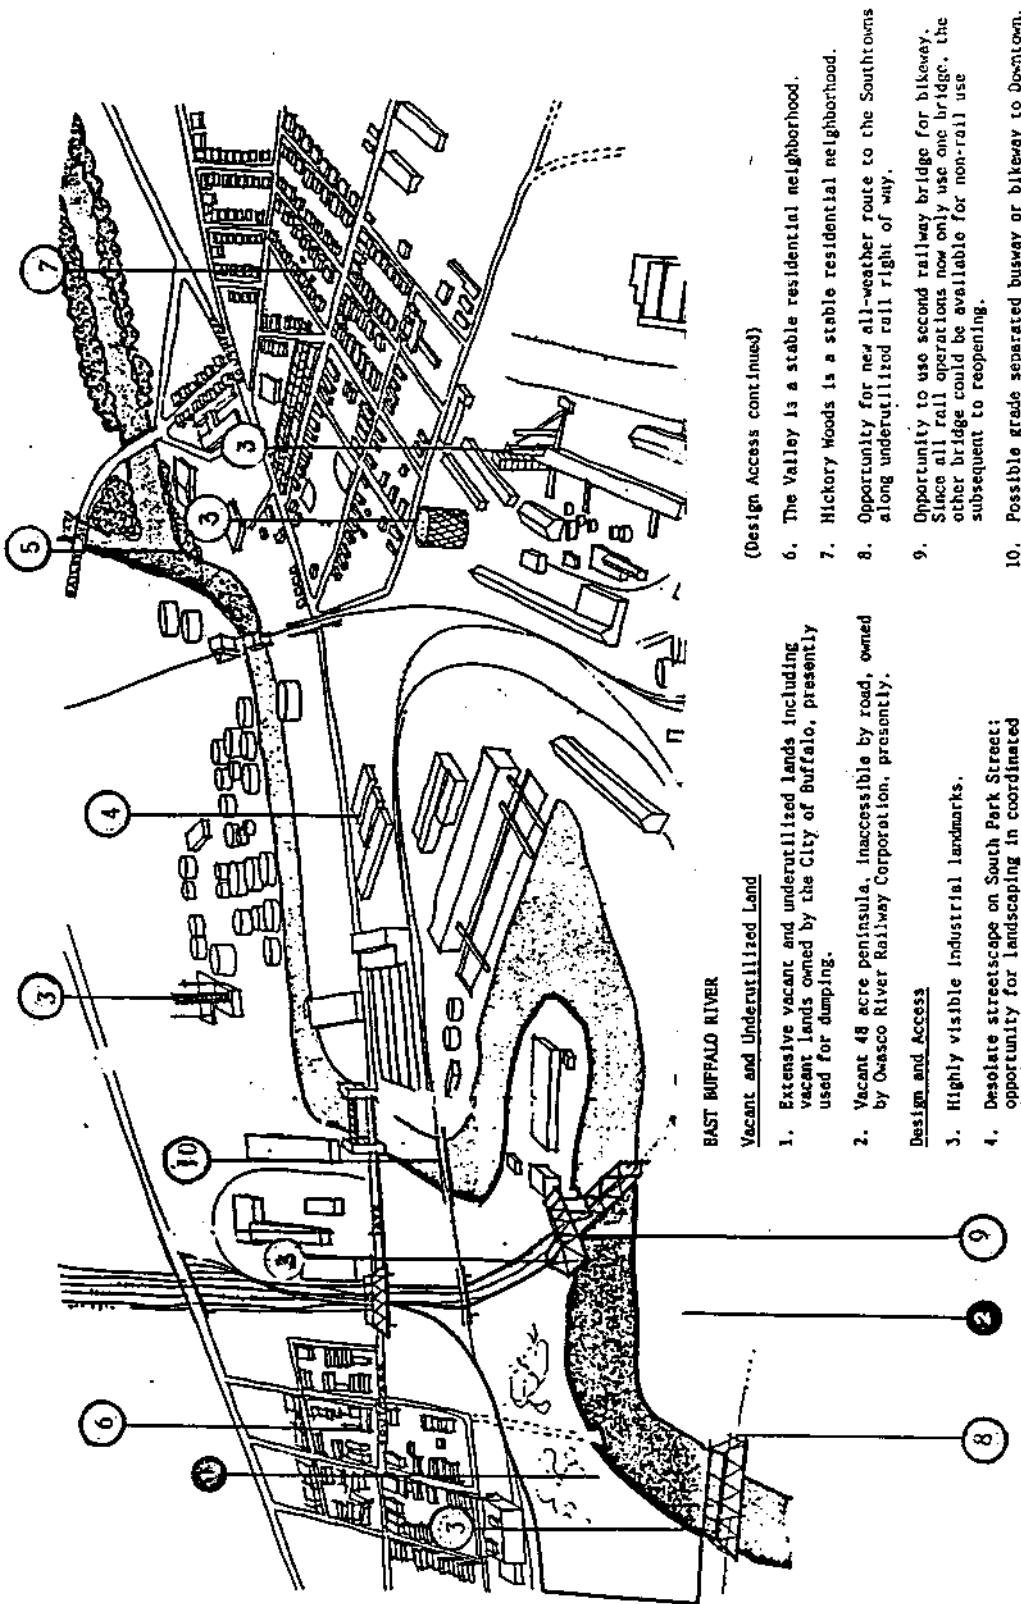 7
5
3
3
4
3
10
3
6
1
3
9
2
8
EAST BUFFALO RIVER
Vacant and Underutilized Land
1. Extensive vacant and underutilized lands including
vacant lands owned by the City of Buffalo, presently
used for dumping.
2. Vacant 48 acre peninsula, inaccessible by road, owned
by Owasco River Railway Corporation, presently.
Design and Access
3. Highly visible industrial landmarks.
4. Desolate streetscape on South Park Street;
opportunity for landscaping in coordinated
(Design Access continued)
6. The Valley is a stable residential neighborhood.
7. Hickory Woods is a stable residential neighborhood.
8. Opportunity for new all-weather route to the Southtowns
along underutilized rail right of way.
9. Opportunity to use second railway bridge for bikeway.
Since all rail operations now only use one bridge, the
other bridge could be available for non-rail use
subsequent to reopening.
10. Possible grade separated busway or bikeway to Downtown.